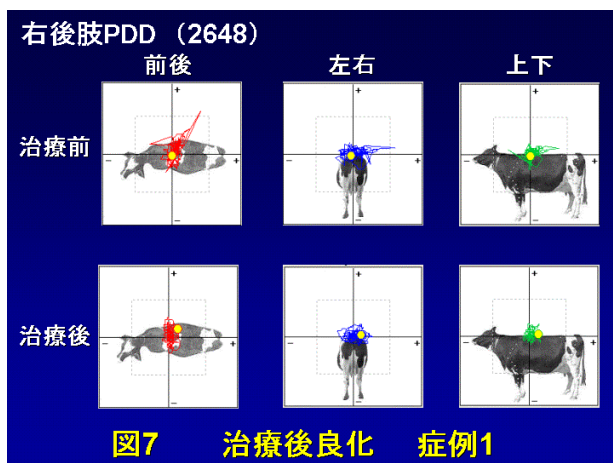 右後肢PDD （2648）
前後 左右 上下
治療前
+ + +
− + − + − +
− − −
治療後
+ + +
− + − + − +
− − −
図7 治療後良化 症例1